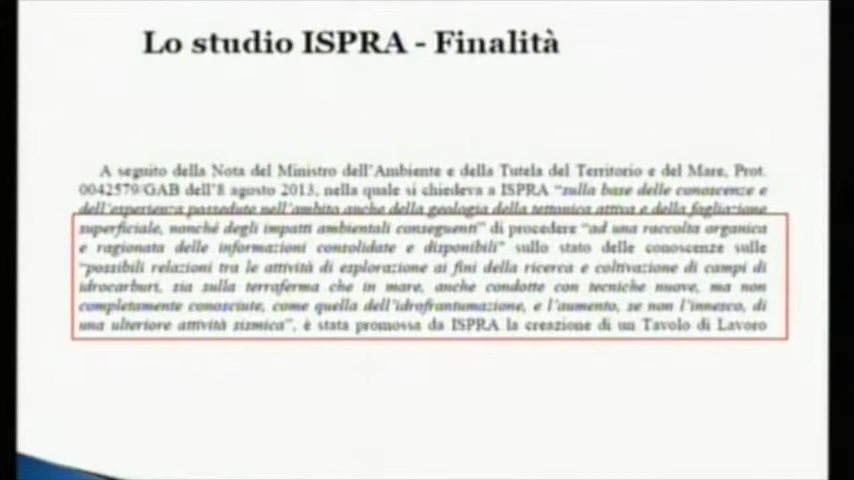 Lo studio ISPRA - Finalità
A seguito della Nota del Ministro dell'Ambiente e della Tutela del Territorio e del Mare, Prot.
0042579/GAB dell'8 agosto 2013, nella quale si chiedeva a ISPRA "sulla base delle conoscenze e
dell'esperienza possedute nell'ambito anche della geologia della tettonica attiva e della fagliazione
superficiale, nonché degli impatti ambientali conseguenti" di procedere "ad una raccolta organica
e ragionata delle informazioni consolidate e disponibili" sullo stato delle conoscenze sulle
"possibili relazioni tra le attività di esplorazione ai fini della ricerca e coltivazione di campi di
idrocarburi, sia sulla terraferma che in mare, anche condotte con tecniche nuove, ma non
completamente conosciute, come quella dell'idrofrantumazione, e l'aumento, se non l'innesco, di
una ulteriore attività sismica", è stata promossa da ISPRA la creazione di un Tavolo di Lavoro